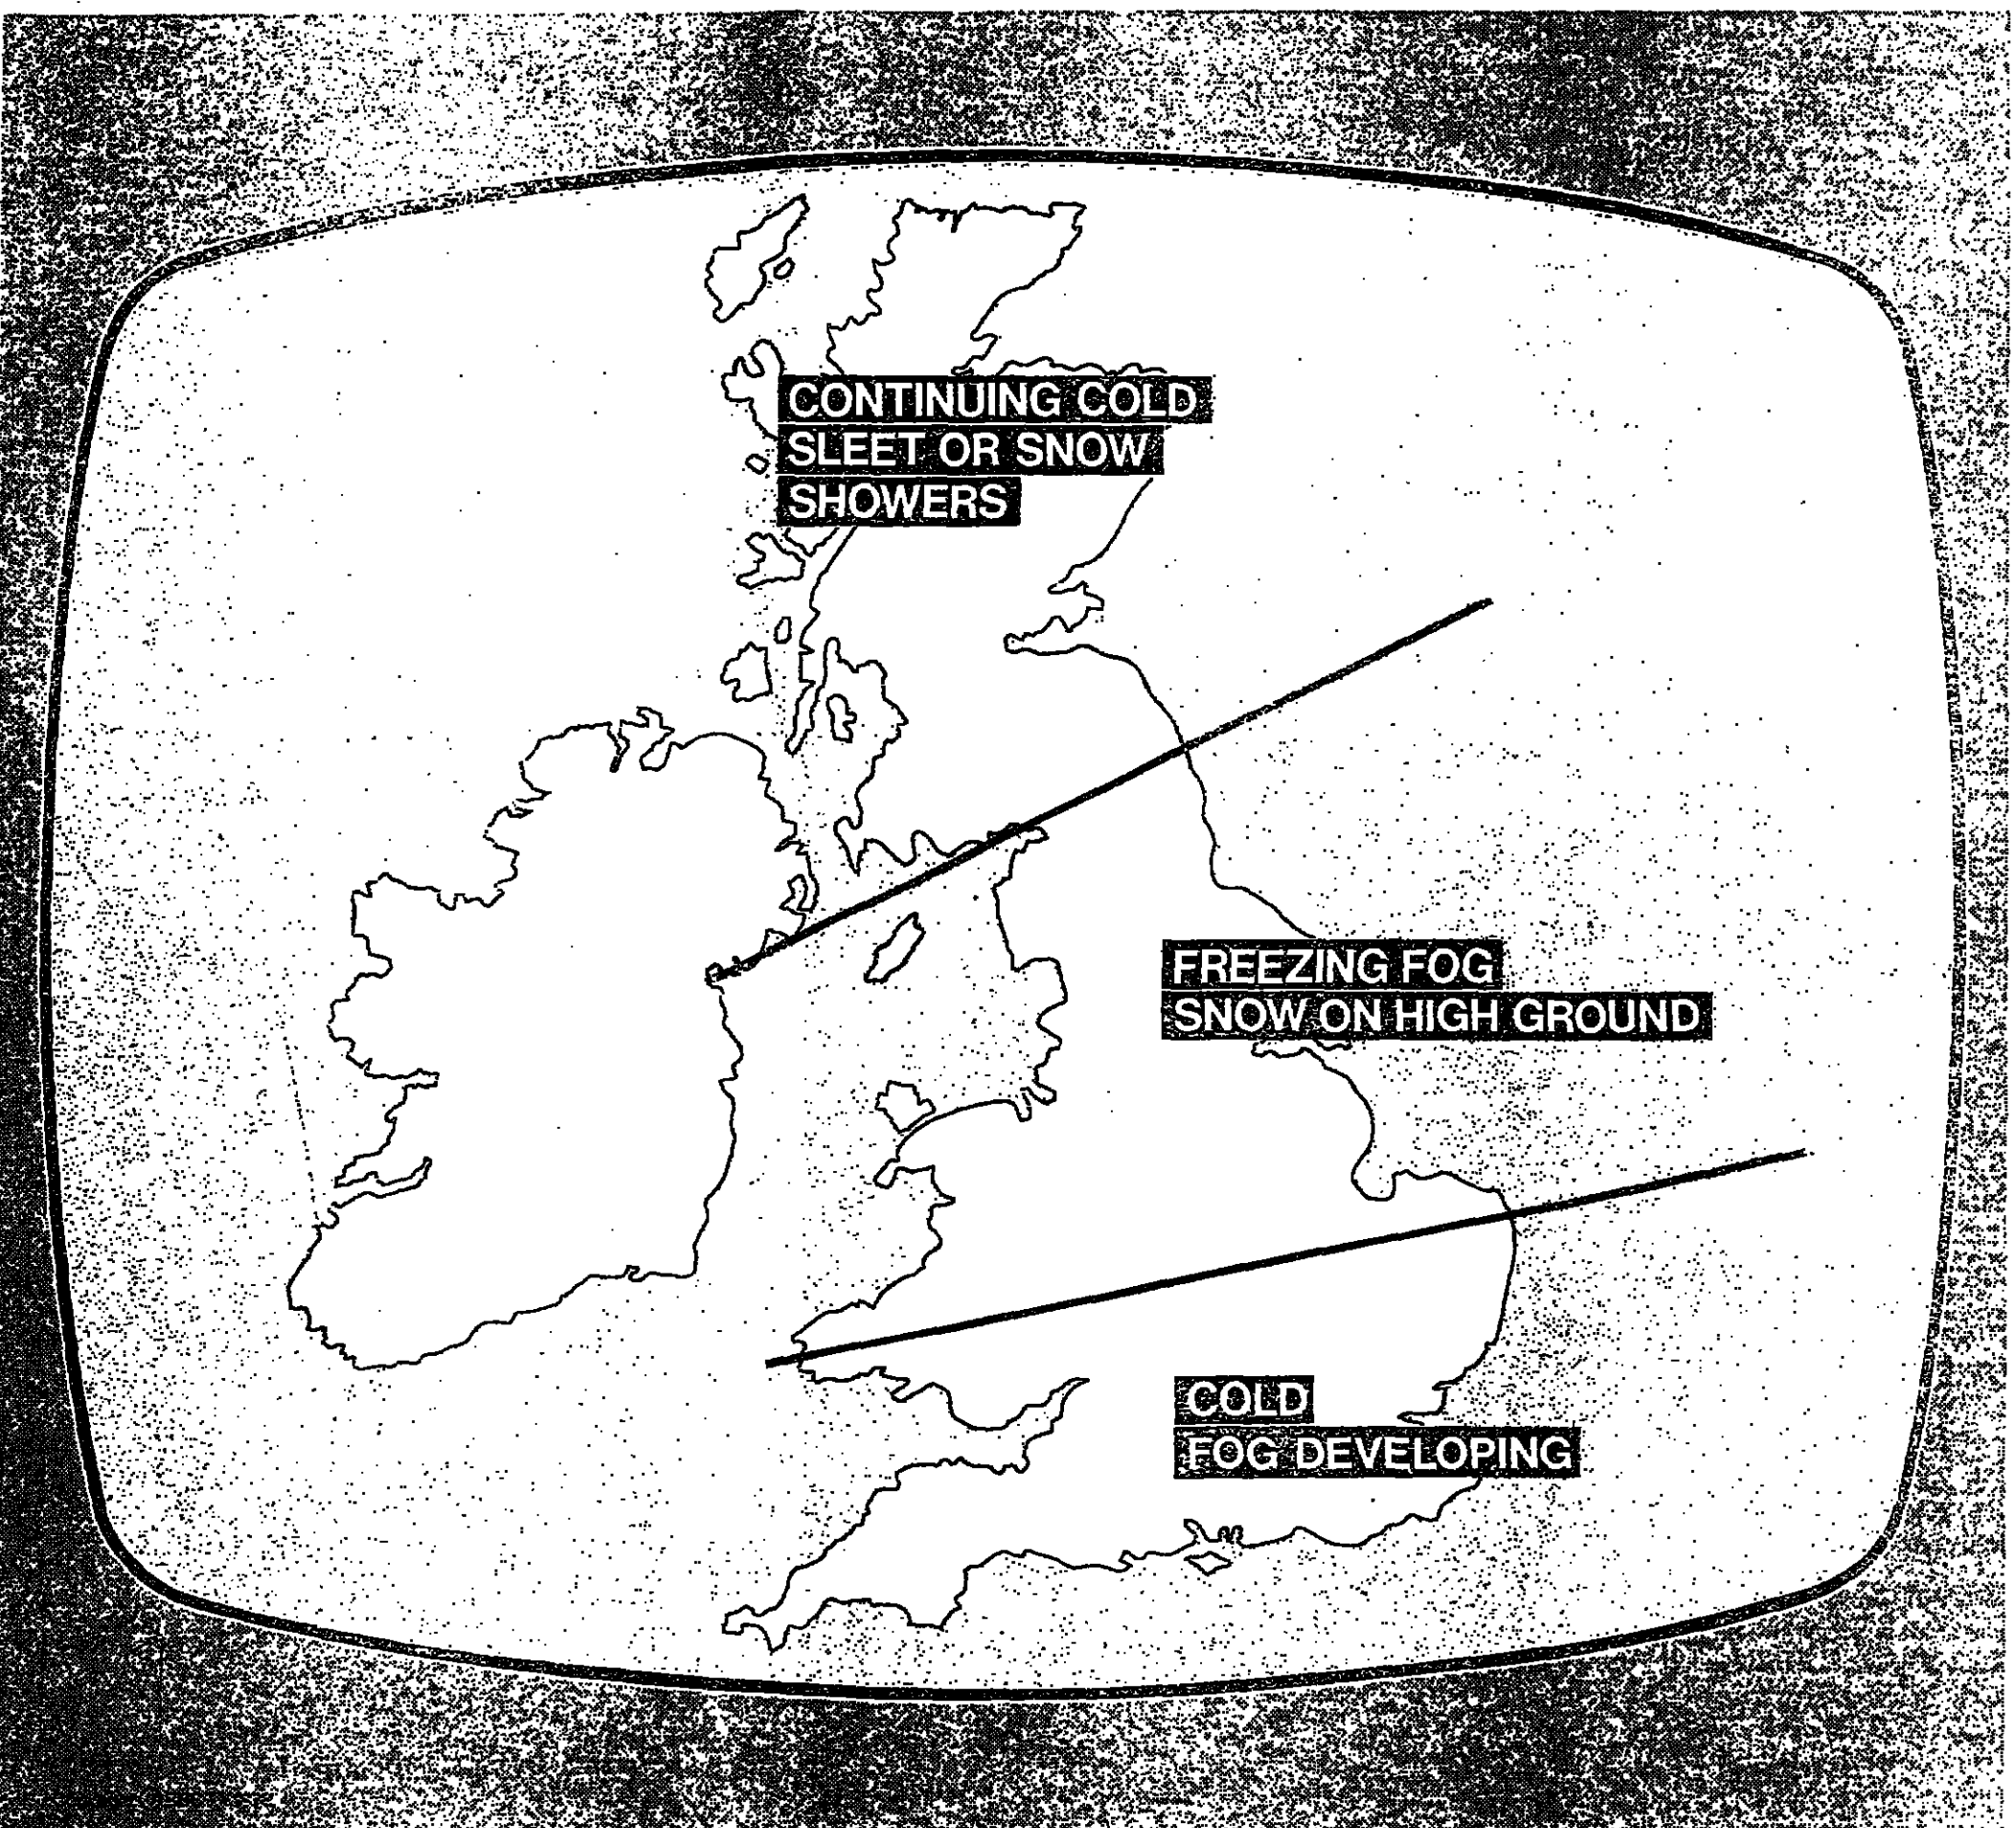 CONTINUING COLD
SLEET OR SNOW
SHOWERS
FREEZING FOG
SNOW ON HIGH GROUND
COLD
FOG DEVELOPING